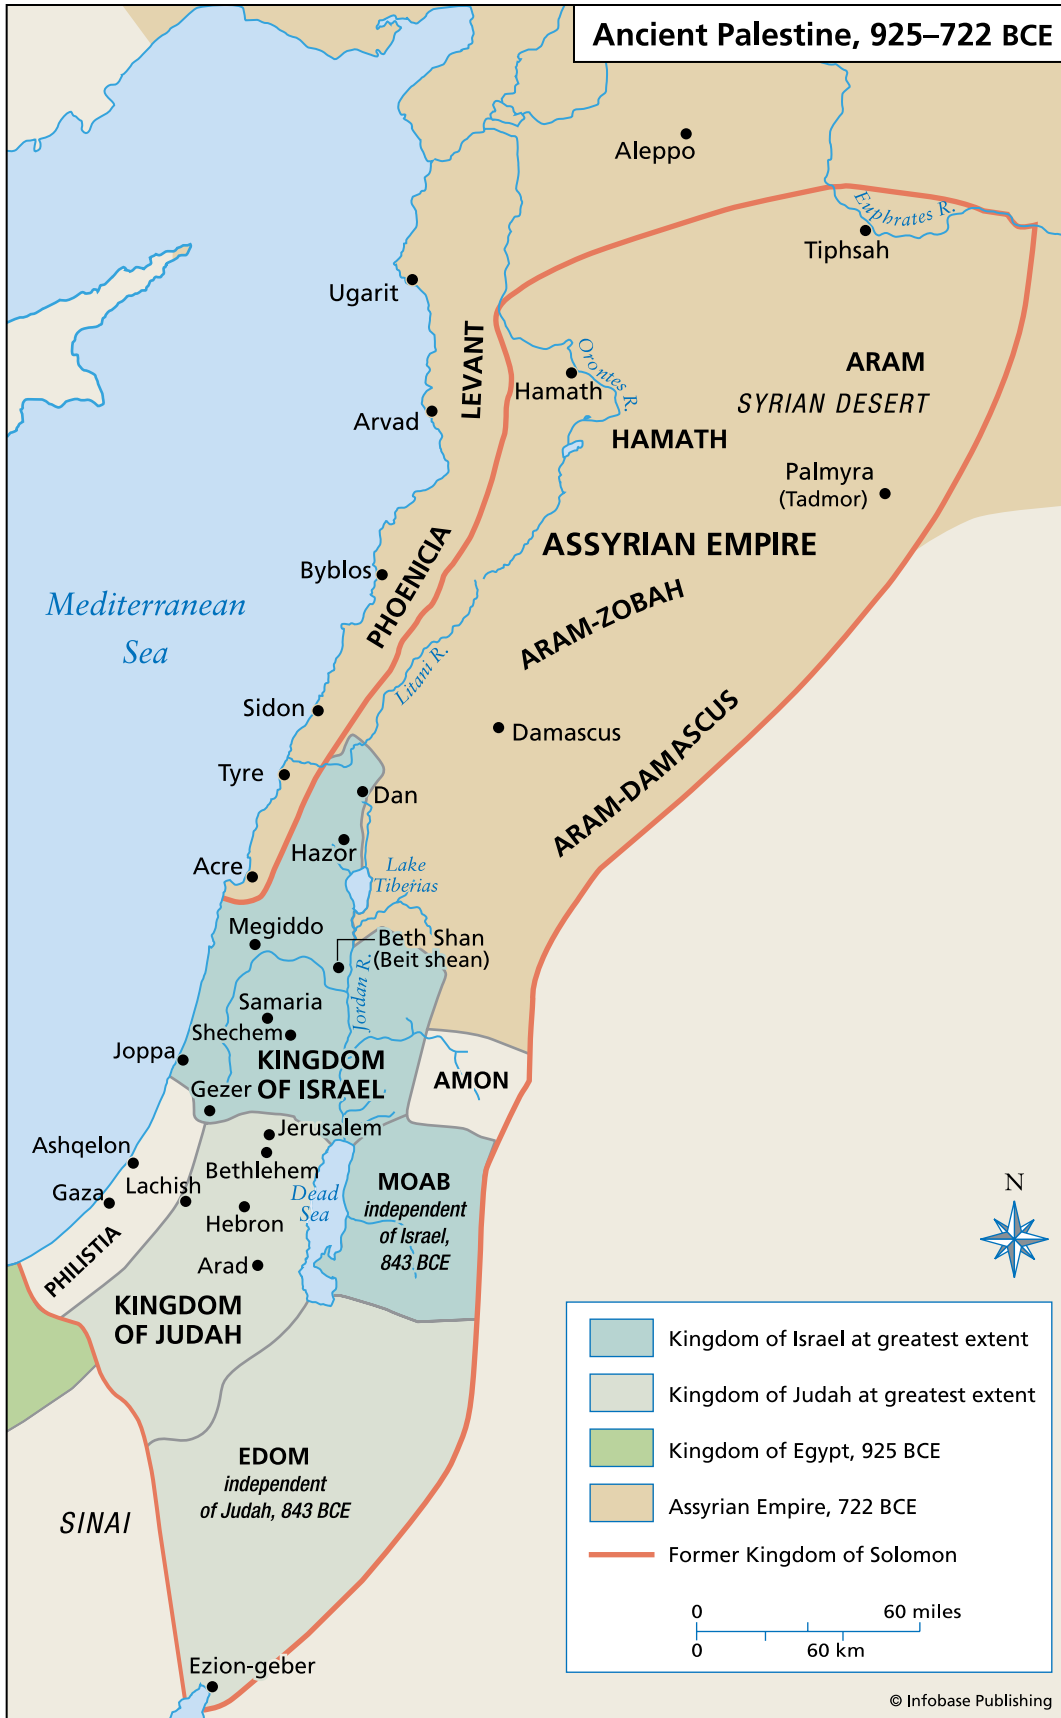 Ancient Palestine, 925–722 BCE
Aleppo
Euphrates R.
Tiphsah
Ugarit
LEVANT
Orontes R.
Hamath
ARAM
SYRIAN DESERT
Arvad
HAMATH
Palmyra
(Tadmor)
ASSYRIAN EMPIRE
Byblos
PHOENICIA
Mediterranean
Sea
ARAM-ZOBAH
Litani R.
Sidon
Damascus
ARAM-DAMASCUS
Tyre
Dan
Hazor
Acre
Lake
Tiberias
Megiddo
Beth Shan
(Beit shean)
Jordan R.
Samaria
Shechem
Joppa
KINGDOM
OF ISRAEL
AMON
Gezer
Jerusalem
Ashqelon
Bethlehem
Gaza
Lachish
Dead
Sea
MOAB
independent
of Israel,
843 BCE
N
Hebron
PHILISTIA
Arad
KINGDOM
OF JUDAH
EDOM
independent
of Judah, 843 BCE
SINAI
Ezion-geber
Kingdom of Israel at greatest extent
Kingdom of Judah at greatest extent
Kingdom of Egypt, 925 BCE
Assyrian Empire, 722 BCE
Former Kingdom of Solomon
0 60 miles
0 60 km
© Infobase Publishing